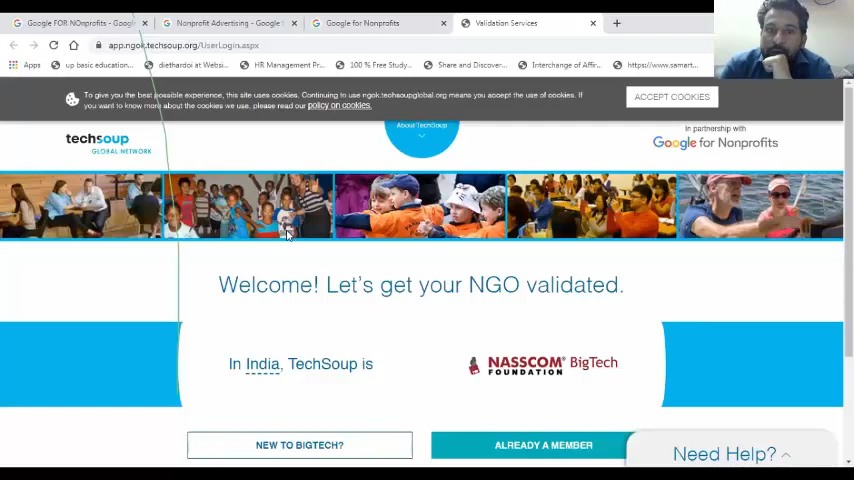 Google FOR NOnprofits - Googl
Nonprofit Advertising - Google
Google for Nonprofits
Validation Services
app.ngok.techsoup.org/UserLogin.aspx
Apps
up basic education...
diethardoi at Websi...
HR Management Pr...
100 % Free Study...
Share and Discover...
Interchange of Affir...
https://www.samart...
To give you the best possible experience, this site uses cookies. Continuing to use ngok.techsoupglobal.org means you accept the use of cookies. If
you want to know more about the cookies we use, please read our policy on cookies.
ACCEPT COOKIES
techsoup
GLOBAL NETWORK
About TechSoup
In partnership with
Google for Nonprofits
Welcome! Let's get your NGO validated.
In India, TechSoup is
NASSCOM® BigTech
FOUNDATION
NEW TO BIGTECH?
ALREADY A MEMBER
Need Help?